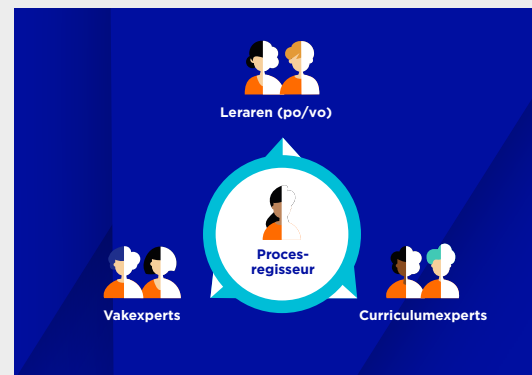 Leraren (po/vo)
Proces-
regisseur
Vakexperts
Curriculumexperts